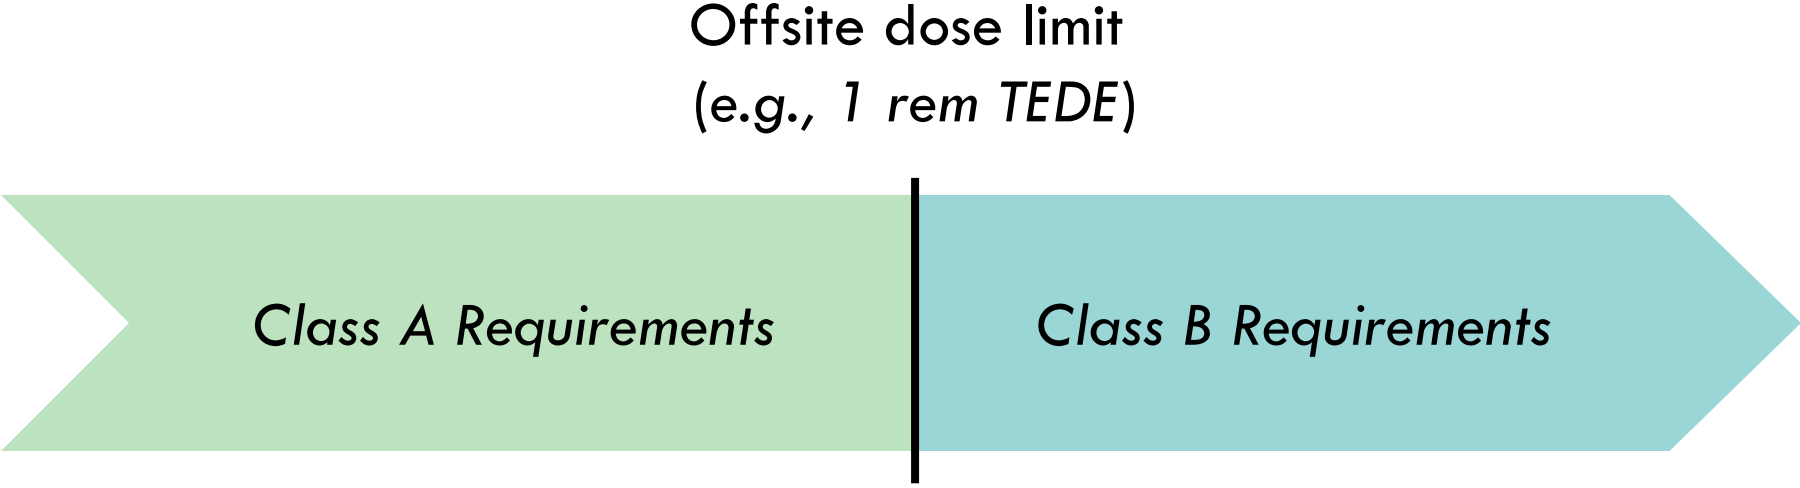 Offsite dose limit
(e.g., 1 rem TEDE)
Class A Requirements
Class B Requirements